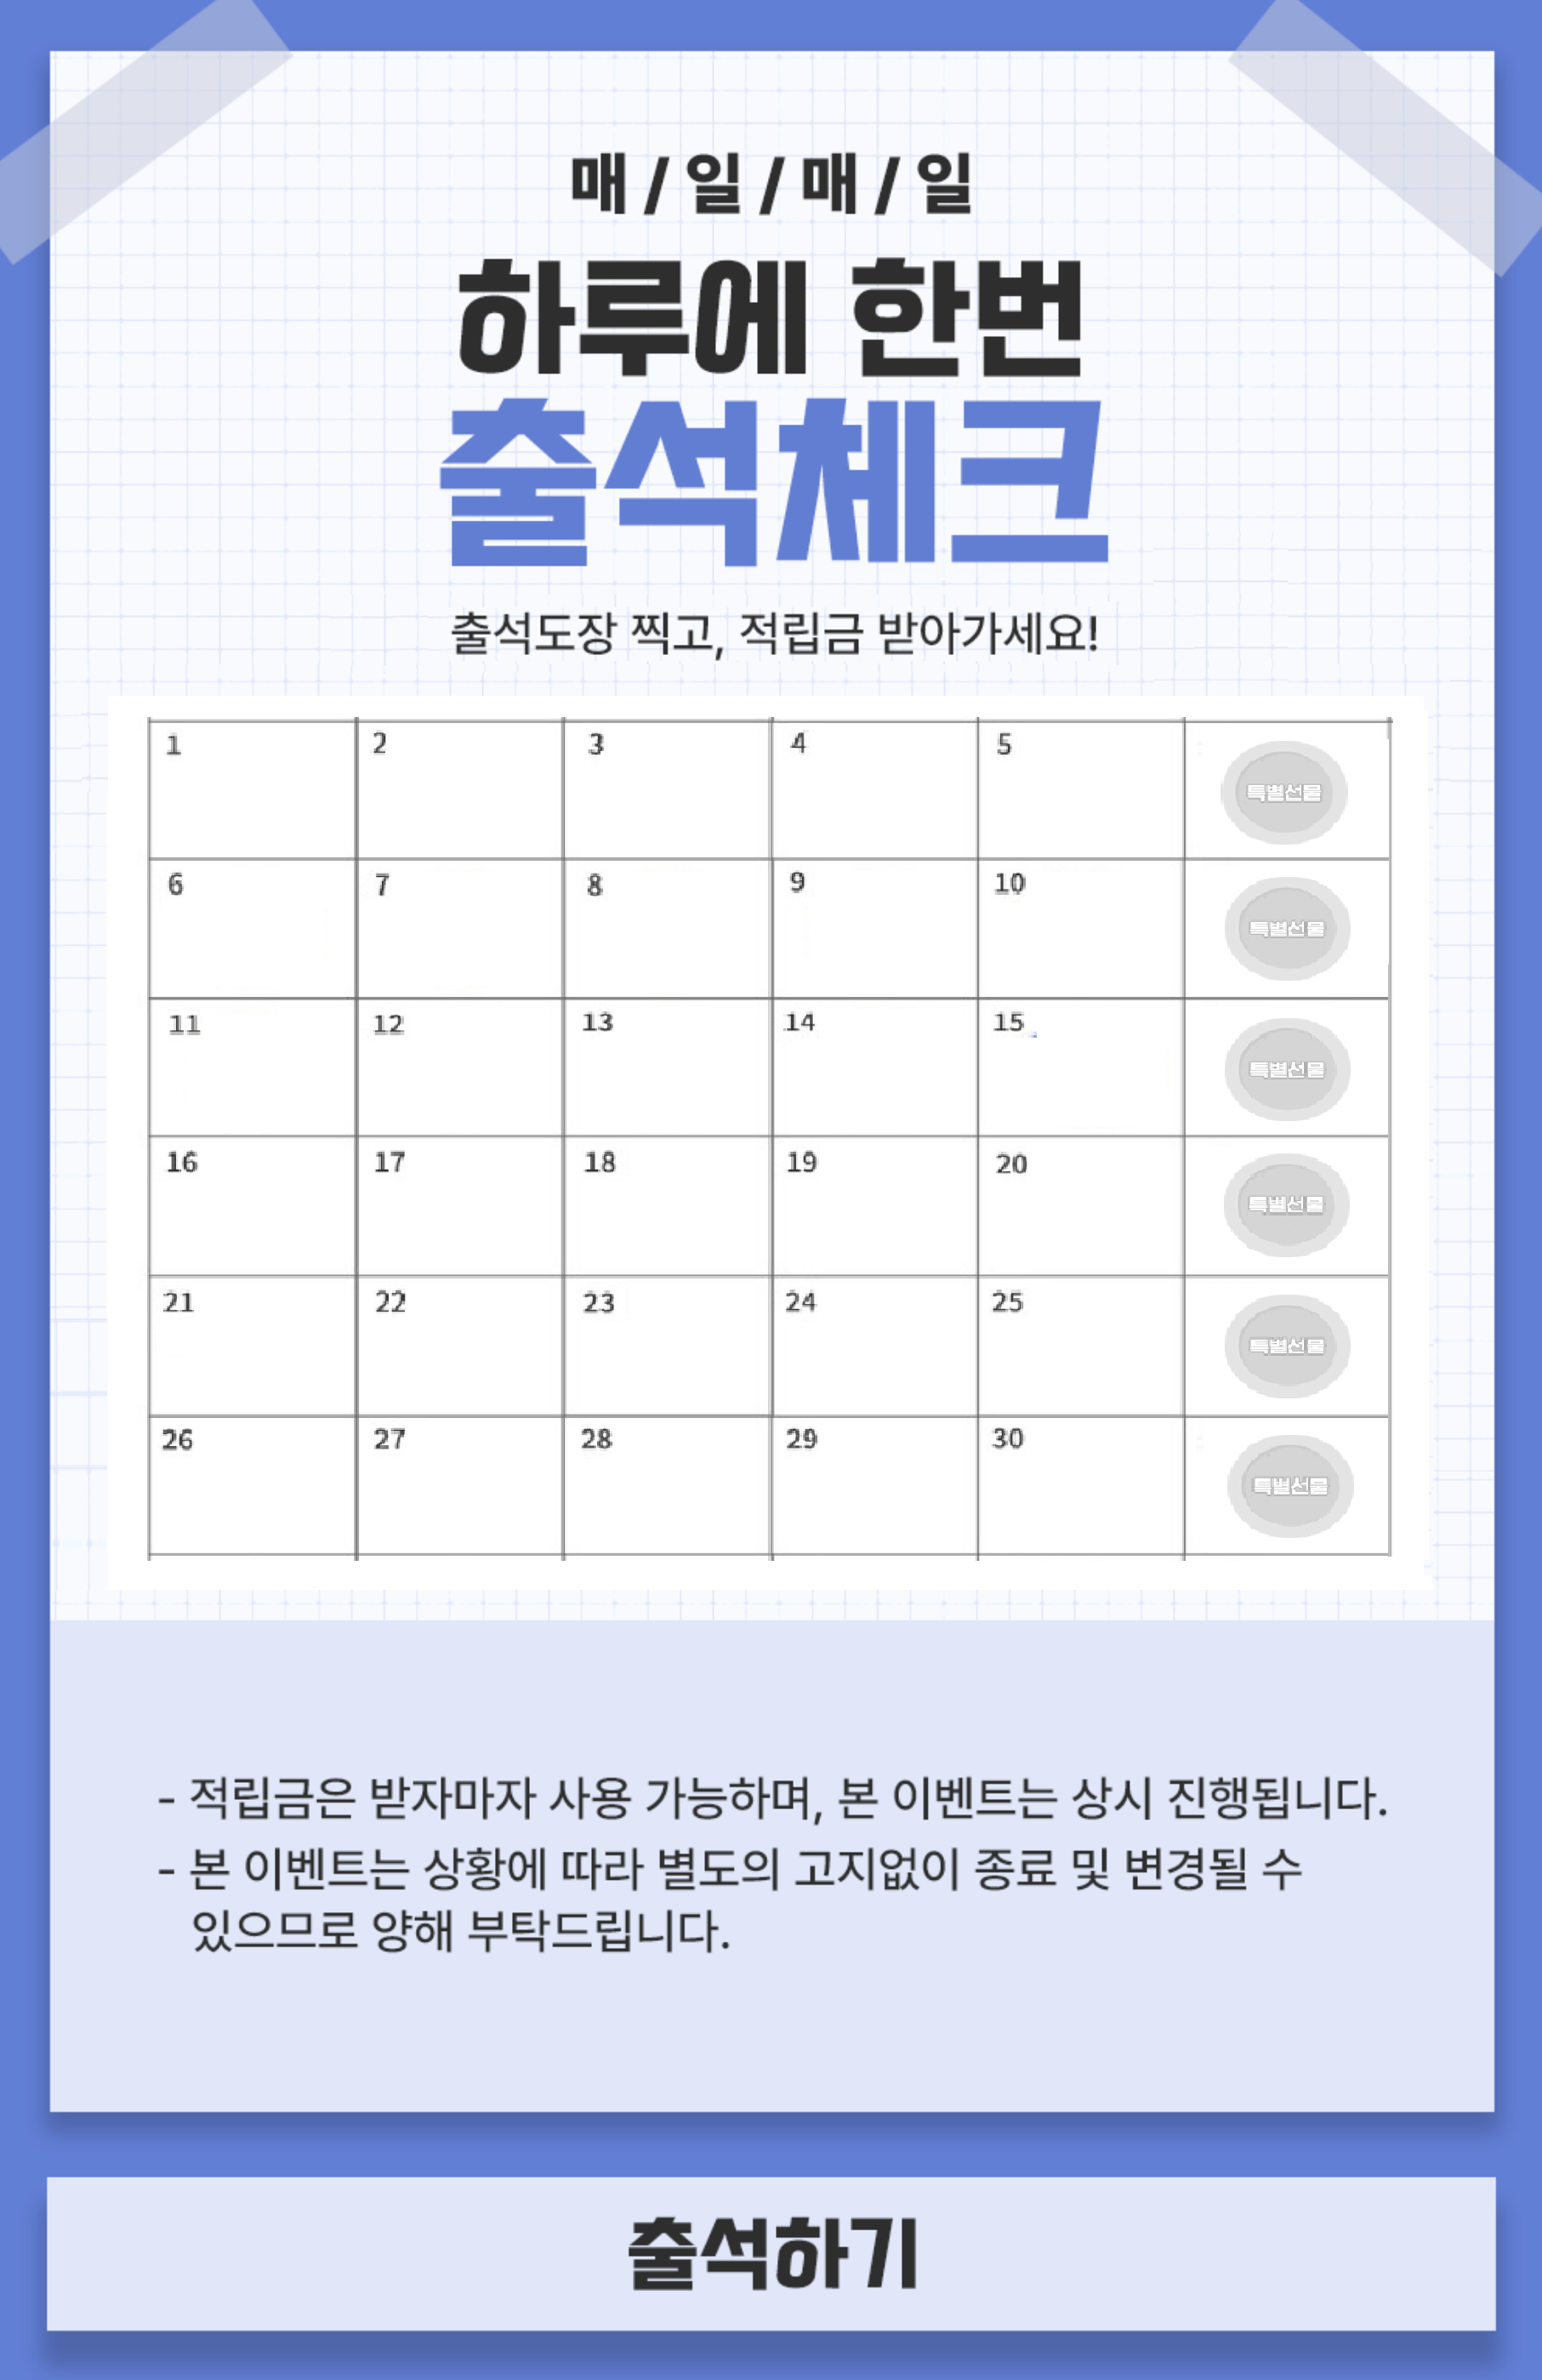 매/일/매/일
하루에 한번
출석체크
출석도장 찍고, 적립금 받아가세요!
1 2 3 4 5 특별선물
6 7 8 9 10 특별선물
11 12 13 14 15 특별선물
16 17 18 19 20 특별선물
21 22 23 24 25 특별선물
26 27 28 29 30 특별선물
- 적립금은 받자마자 사용 가능하며, 본 이벤트는 상시 진행됩니다.
- 본 이벤트는 상황에 따라 별도의 고지없이 종료 및 변경될 수
있으므로 양해 부탁드립니다.
출석하기